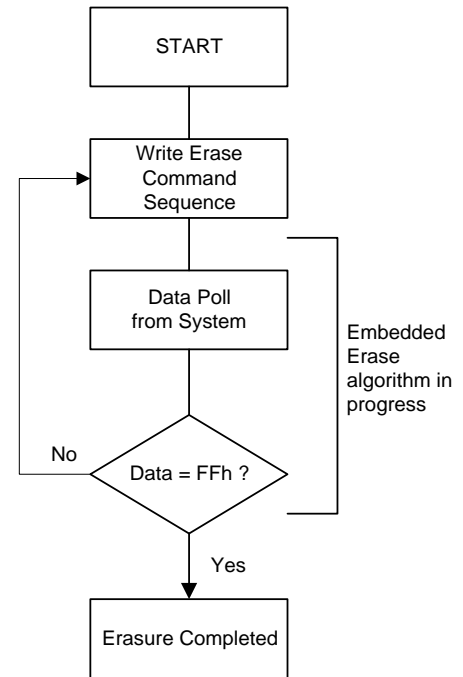 START
Write Erase
Command
Sequence
Data Poll
from System
Embedded
Erase
algorithm in
progress
No
Data = FFh ?
Yes
Erasure Completed